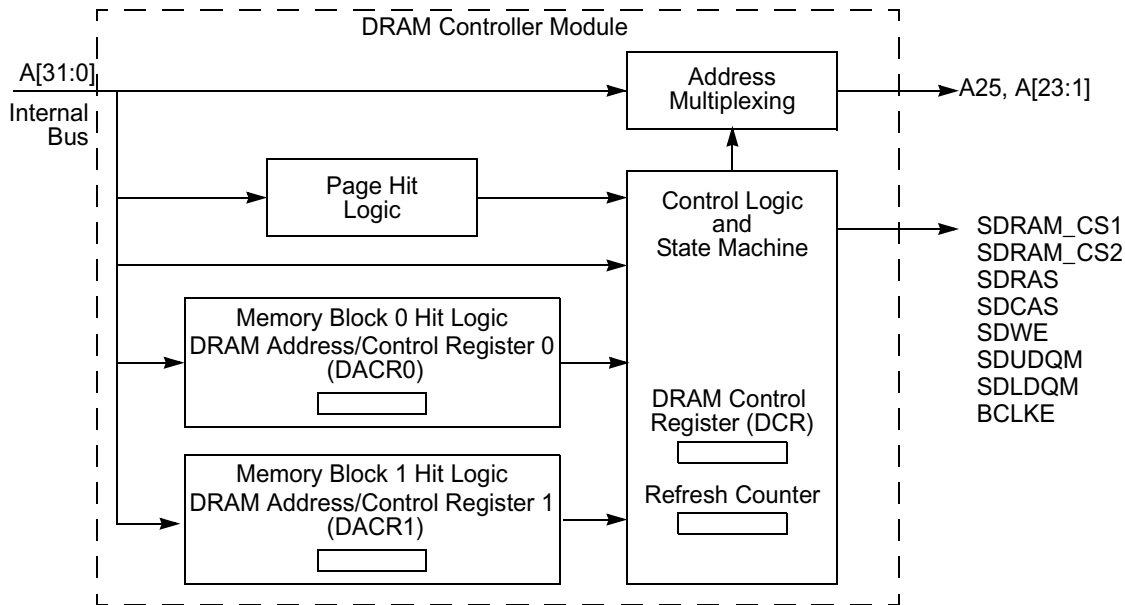 DRAM Controller Module
A[31:0]
Internal
Bus
Address
Multiplexing
A25, A[23:1]
Page Hit
Logic
Control Logic
and
State Machine
SDRAM_CS1
SDRAM_CS2
SDRAS
SDCAS
SDWE
SDUDQM
SDLDQM
BCLKE
Memory Block 0 Hit Logic
DRAM Address/Control Register 0
(DACR0)
DRAM Control
Register (DCR)
Refresh Counter
Memory Block 1 Hit Logic
DRAM Address/Control Register 1
(DACR1)